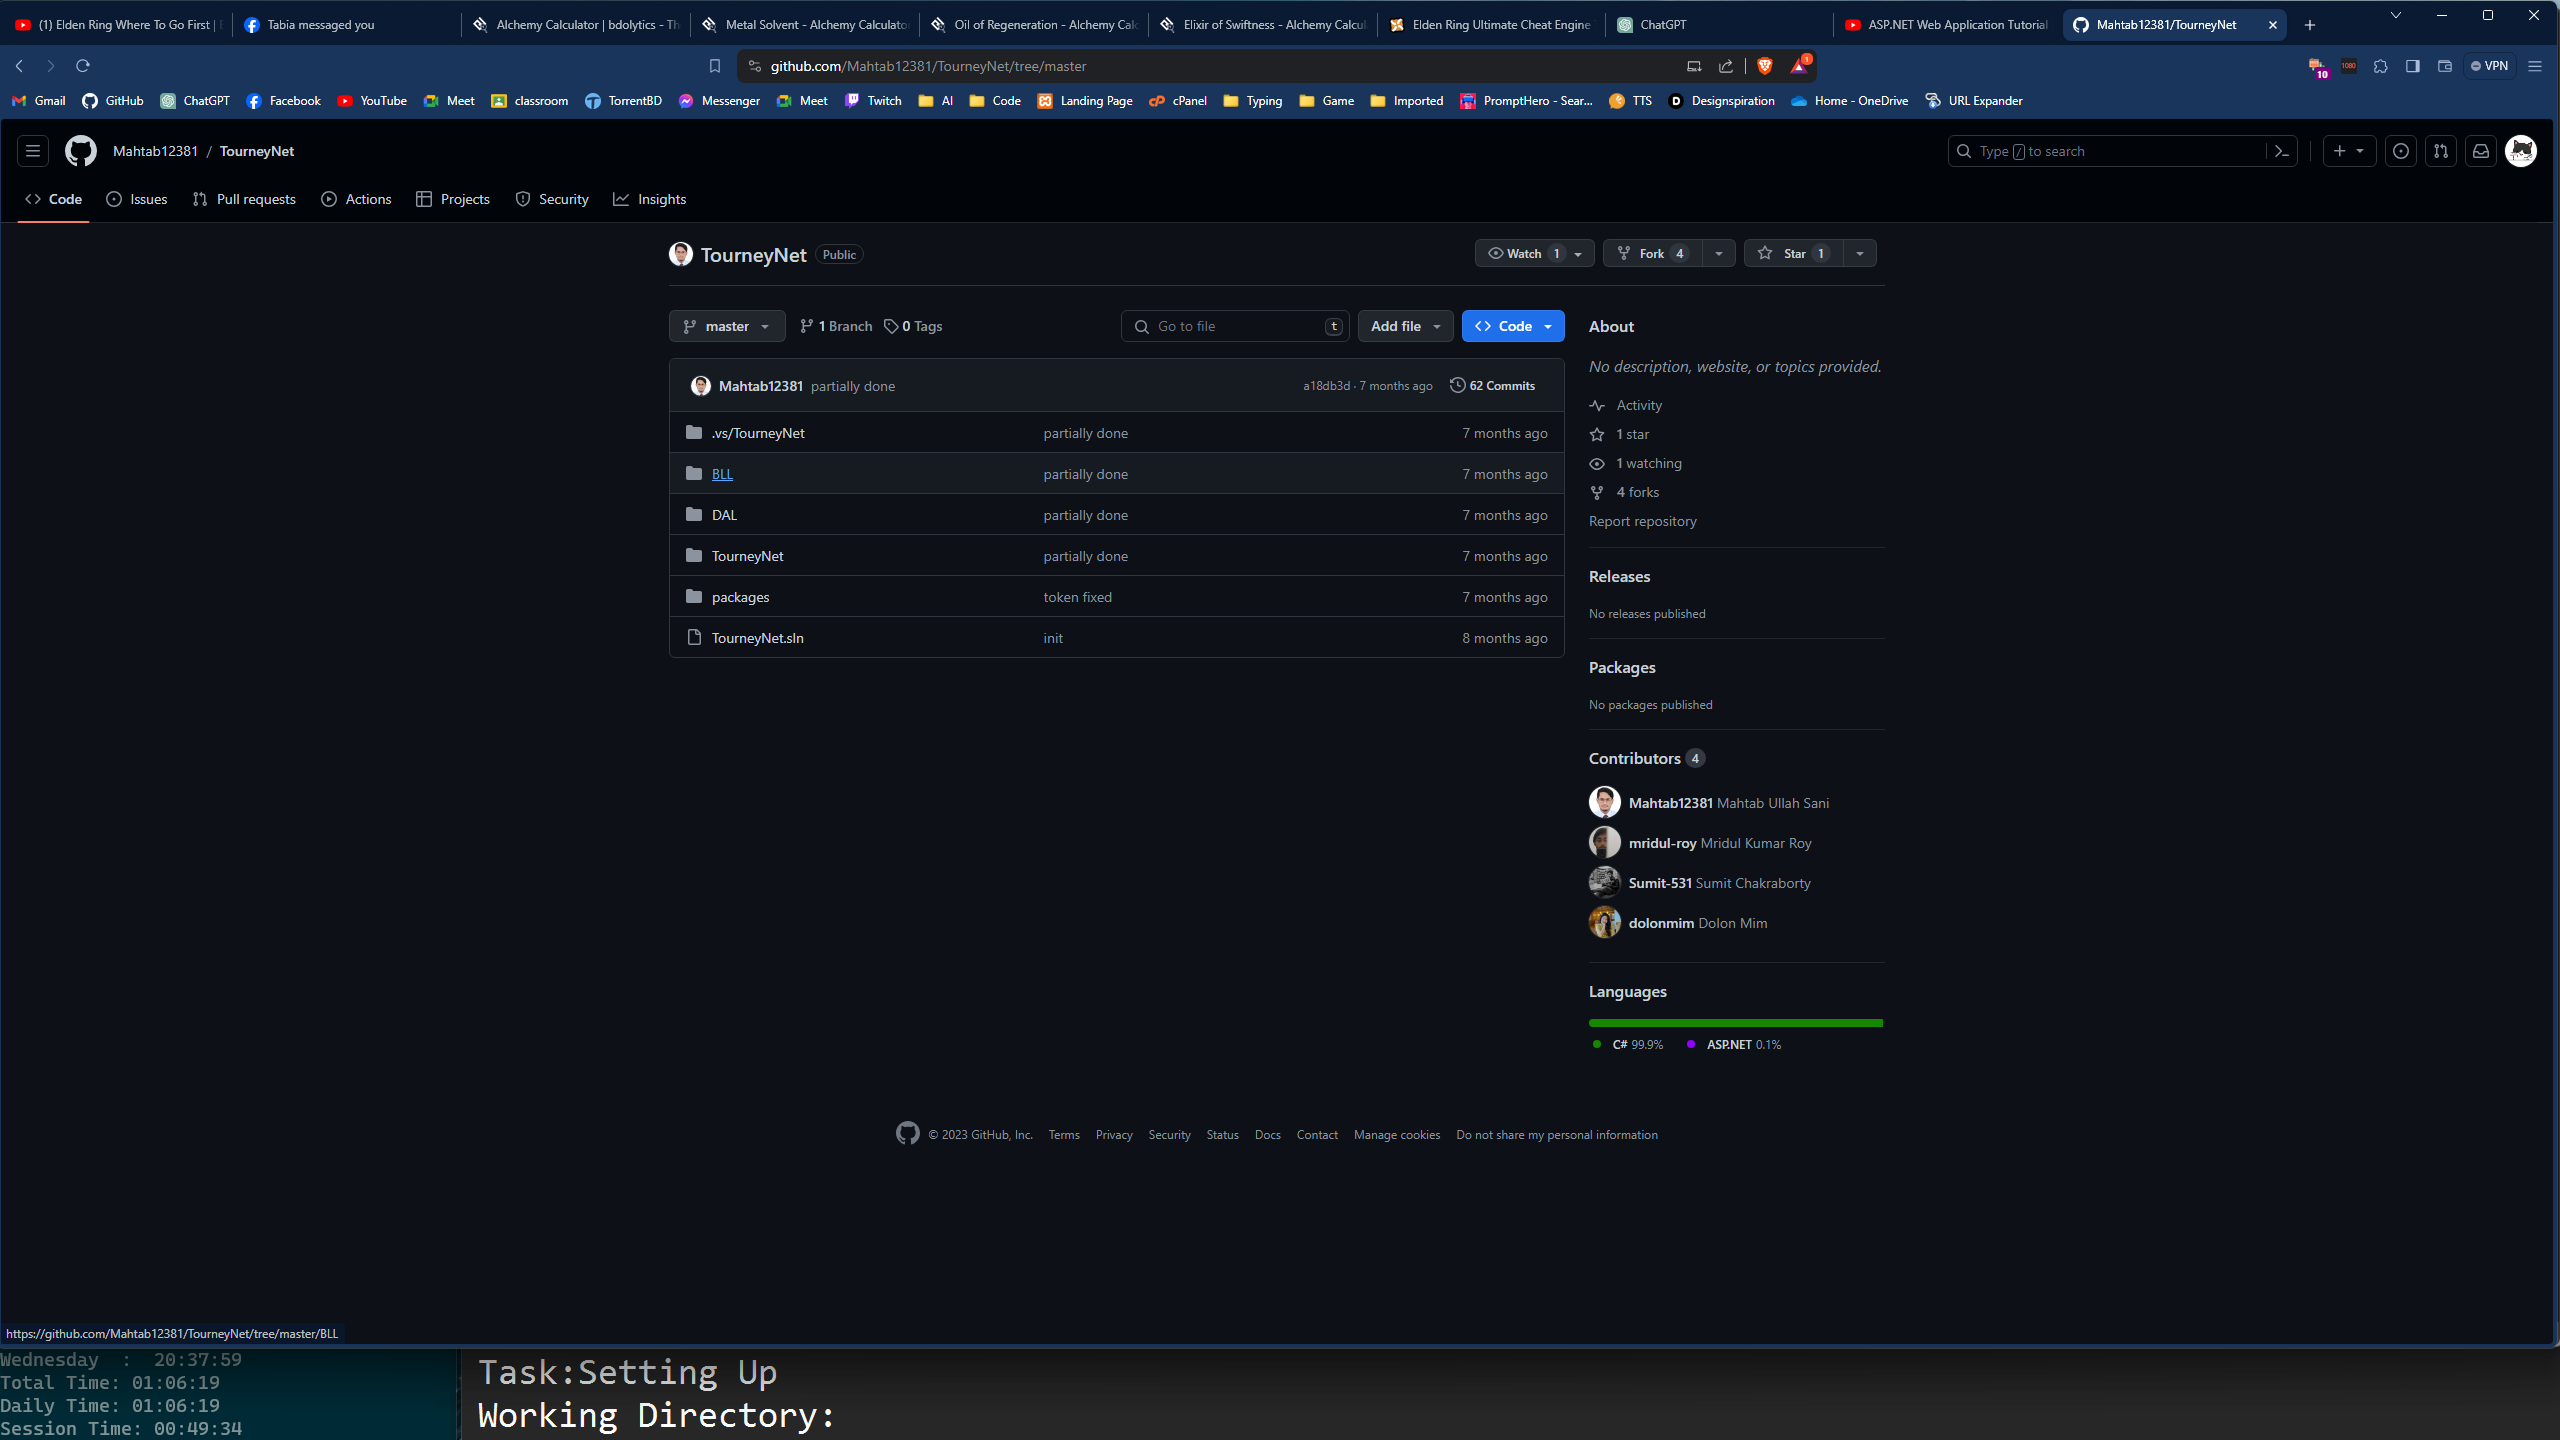 (1) Elden Ring Where To Go First |
Tabia messaged you
Alchemy Calculator | bdolytics - Th
Metal Solvent - Alchemy Calculator
Oil of Regeneration - Alchemy Calc
Elixir of Swiftness - Alchemy Calcul
Elden Ring Ultimate Cheat Engine
ChatGPT
ASP.NET Web Application Tutorial
Mahtab12381/TourneyNet
github.com/Mahtab12381/TourneyNet/tree/master
1
10
1080
VPN
Gmail
GitHub
ChatGPT
Facebook
YouTube
Meet
classroom
TorrentBD
Messenger
Meet
Twitch
AI
Code
Landing Page
cPanel
Typing
Game
Imported
PromptHero - Sear...
TTS
Designspiration
Home - OneDrive
URL Expander
Mahtab12381 / TourneyNet
Type / to search
Code
Issues
Pull requests
Actions
Projects
Security
Insights
TourneyNet Public
Watch 1
Fork 4
Star 1
master
1 Branch
0 Tags
Go to file
t
Add file
Code
Mahtab12381 partially done
a18db3d · 7 months ago
62 Commits
.vs/TourneyNet partially done 7 months ago
BLL partially done 7 months ago
DAL partially done 7 months ago
TourneyNet partially done 7 months ago
packages token fixed 7 months ago
TourneyNet.sln init 8 months ago
About
No description, website, or topics provided.
Activity
1 star
1 watching
4 forks
Report repository
Releases
No releases published
Packages
No packages published
Contributors 4
Mahtab12381 Mahtab Ullah Sani
mridul-roy Mridul Kumar Roy
Sumit-531 Sumit Chakraborty
dolonmim Dolon Mim
Languages
C# 99.9%
ASP.NET 0.1%
© 2023 GitHub, Inc.
Terms
Privacy
Security
Status
Docs
Contact
Manage cookies
Do not share my personal information
https://github.com/Mahtab12381/TourneyNet/tree/master/BLL
Wednesday : 20:37:59
Total Time: 01:06:19
Daily Time: 01:06:19
Session Time: 00:49:34
Task:Setting Up
Working Directory: